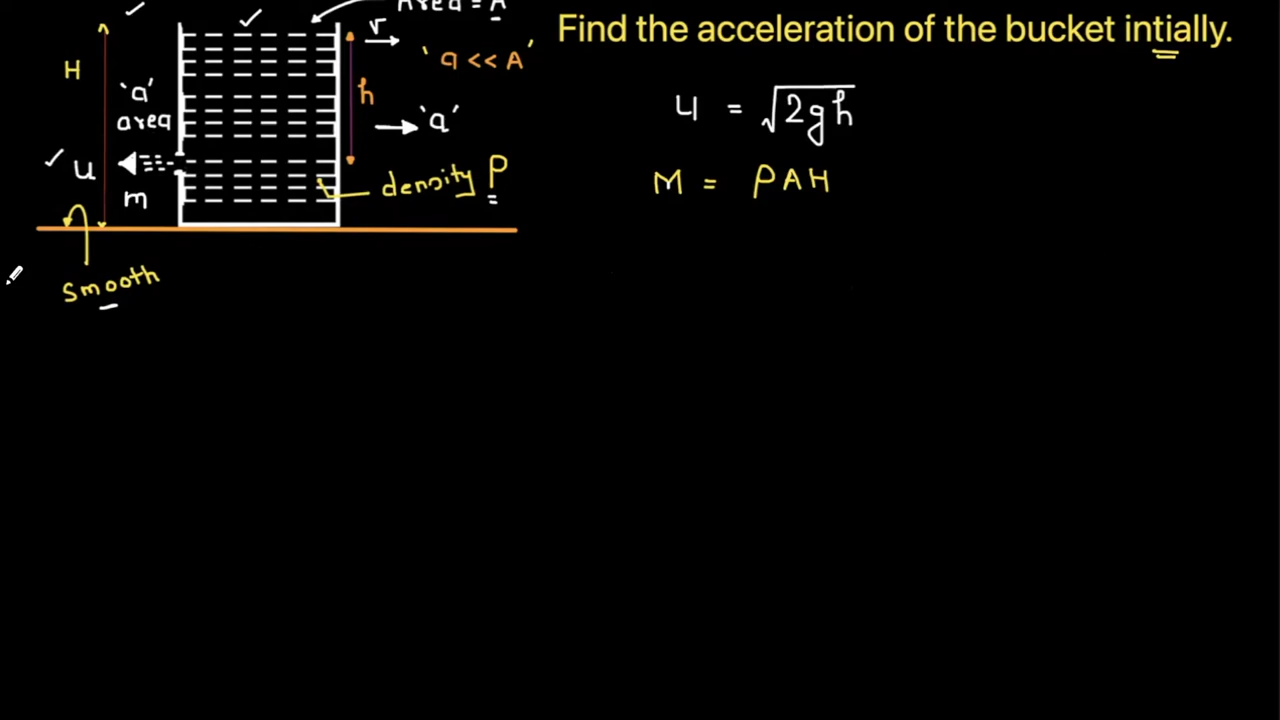 Area = A
Find the acceleration of the bucket intially.
r
'a << A'
H
h
'a'
area
'a'
u = √2gh
u
m
density ρ
M = ρAH
smooth